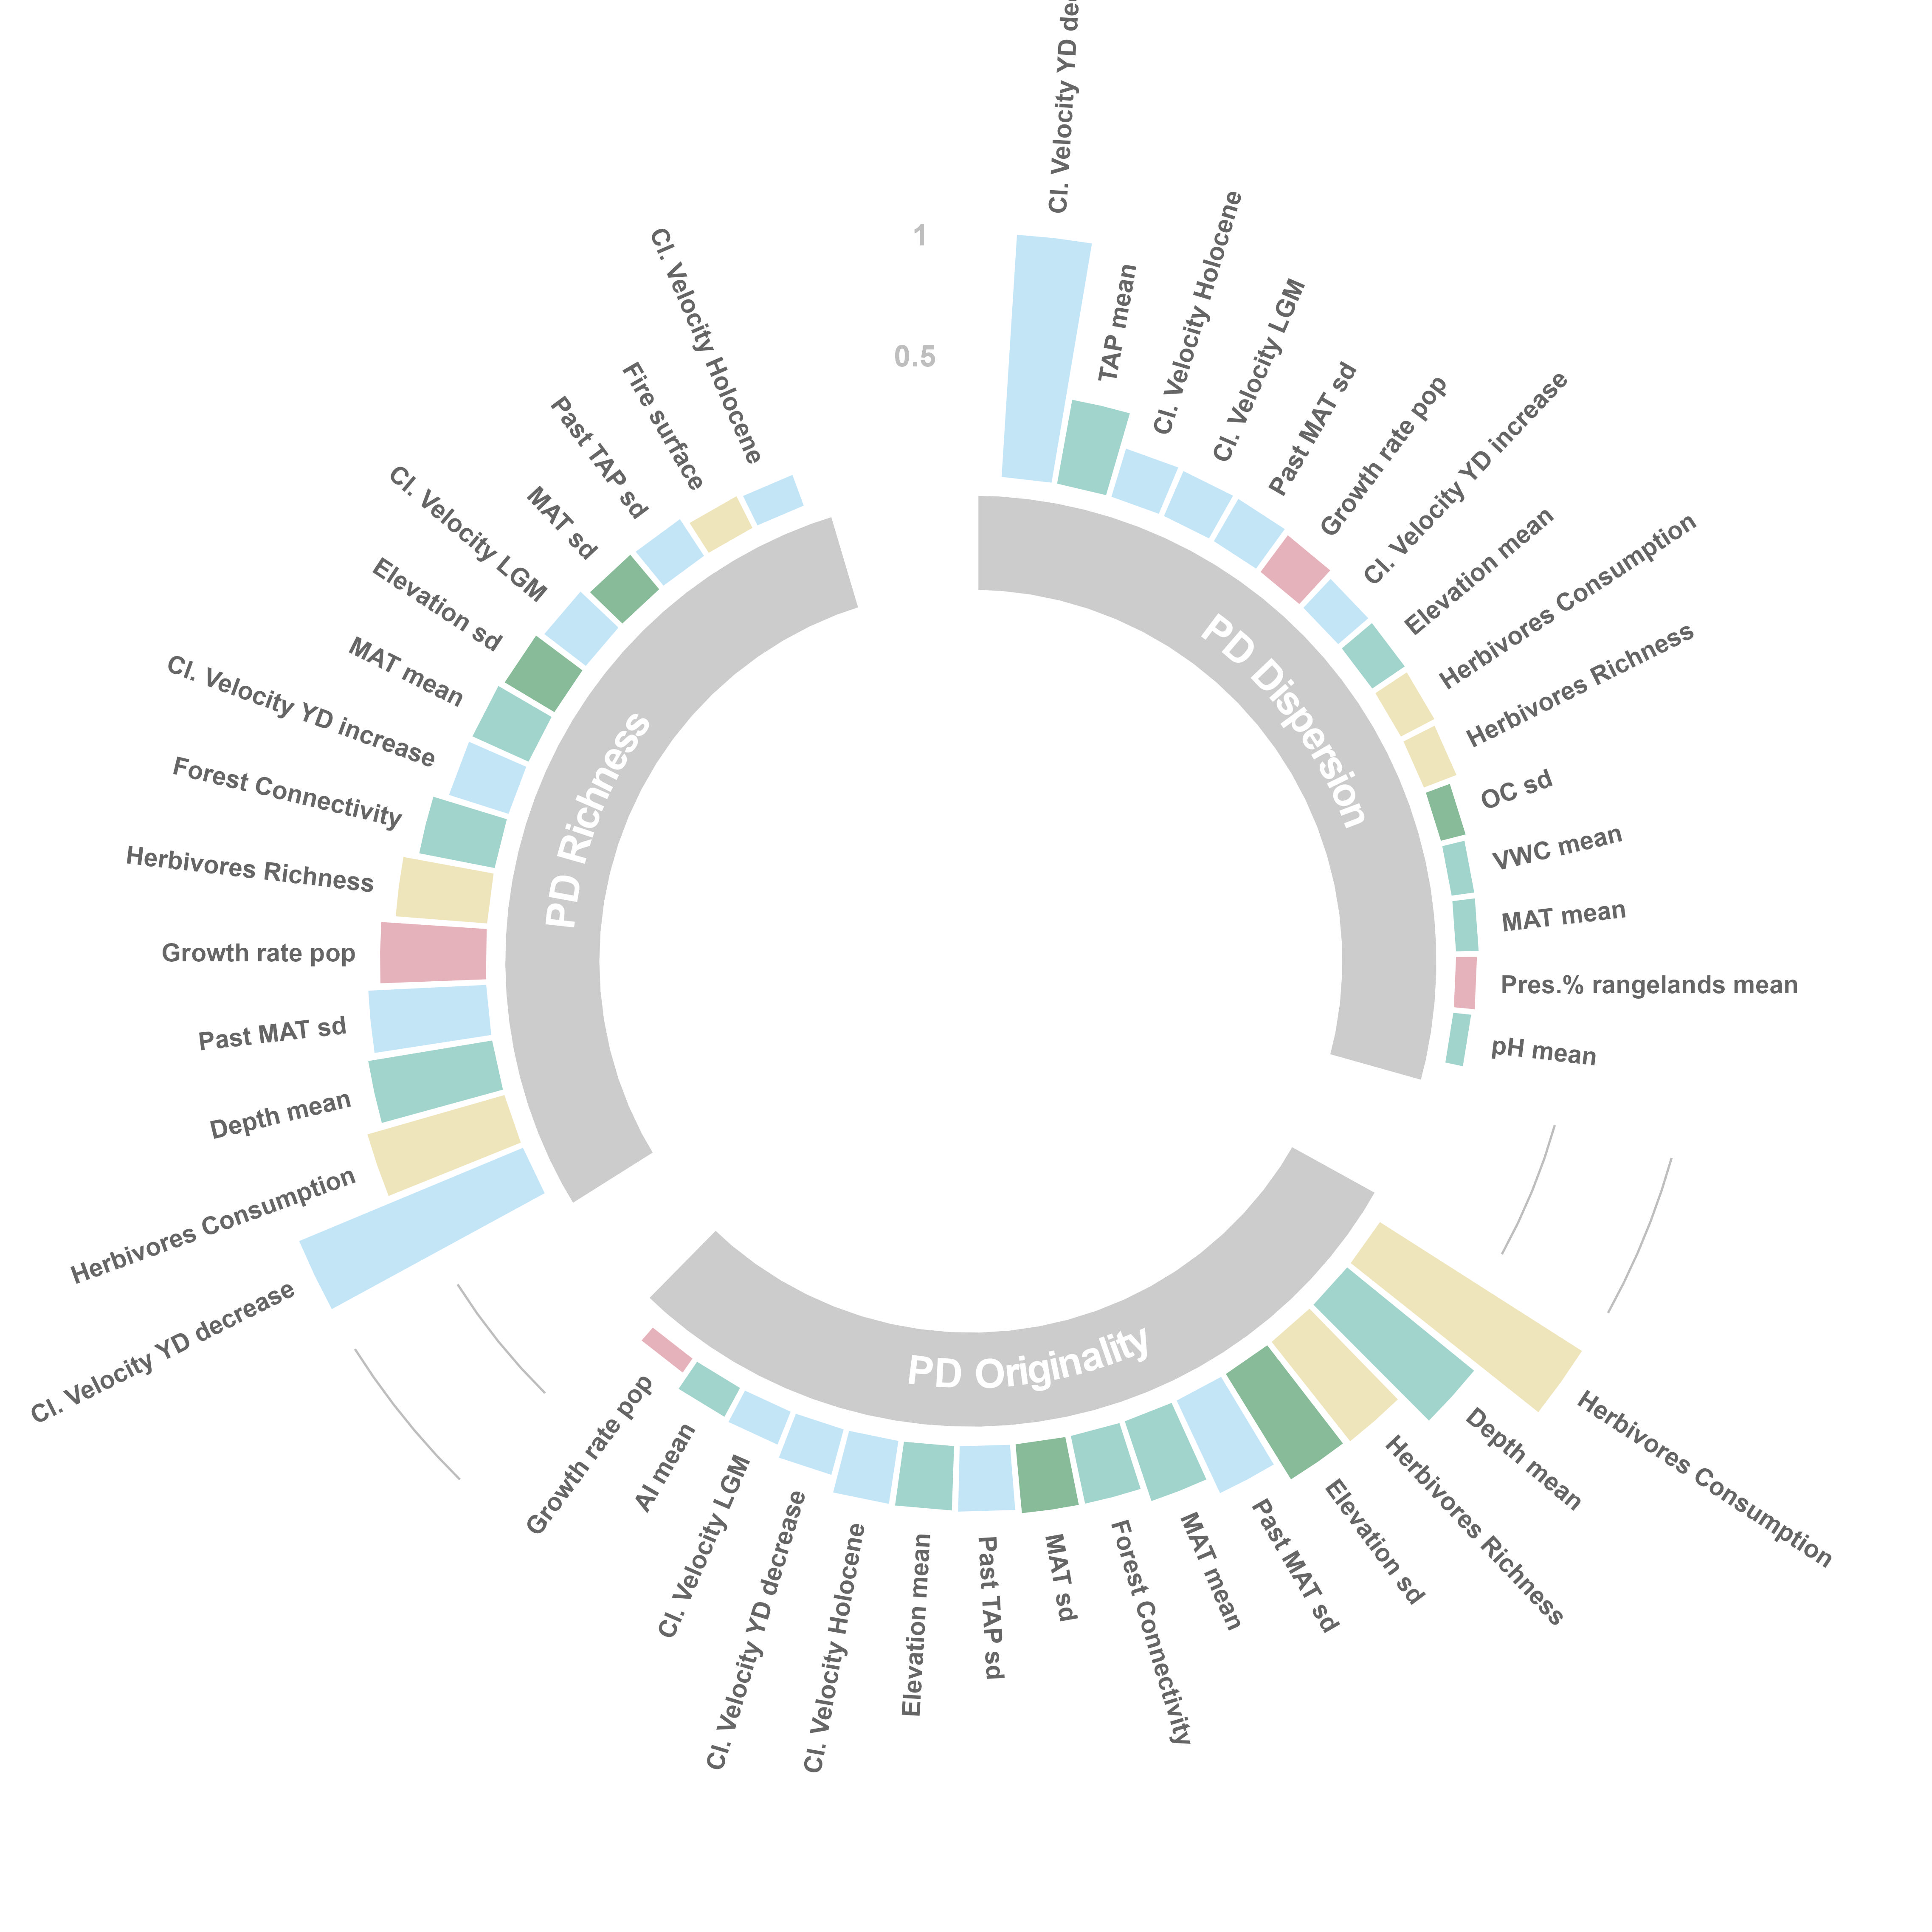 1
0.5
Cl. Velocity YD
TAP mean
Cl. Velocity Holocene
Cl. Velocity LGM
Past MAT sd
Growth rate pop
Cl. Velocity YD increase
Elevation mean
Herbivores Consumption
Herbivores Richness
OC sd
VWC mean
MAT mean
Pres.% rangelands mean
pH mean
PD Dispersion
Herbivores Consumption
Depth mean
Herbivores Richness
Elevation sd
Past MAT sd
MAT mean
Forest Connectivity
MAT sd
Past TAP sd
Elevation mean
Cl. Velocity Holocene
Cl. Velocity YD decrease
Cl. Velocity LGM
AI mean
Growth rate pop
PD Originality
Cl. Velocity YD decrease
Herbivores Consumption
Depth mean
Past MAT sd
Growth rate pop
Herbivores Richness
Forest Connectivity
Cl. Velocity YD increase
MAT mean
Elevation sd
Cl. Velocity LGM
MAT sd
Past TAP sd
Fire surface
Cl. Velocity Holocene
PD Richness